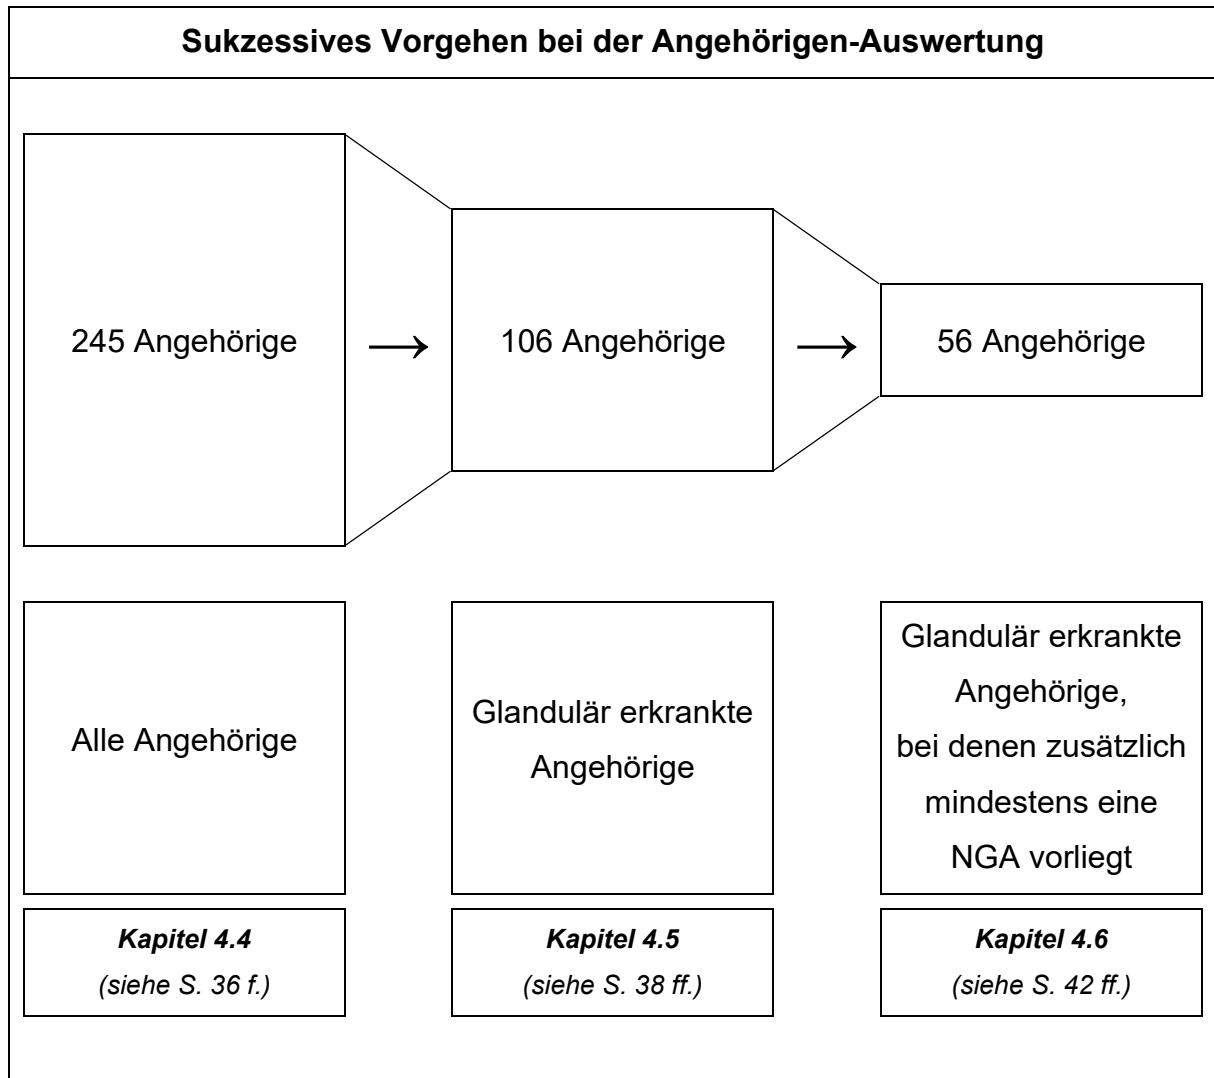 Sukzessives Vorgehen bei der Angehörigen-Auswertung
245 Angehörige
→
106 Angehörige
→
56 Angehörige
Alle Angehörige
Glandulär erkrankte
Angehörige
Glandulär erkrankte
Angehörige,
bei denen zusätzlich
mindestens eine
NGA vorliegt
Kapitel 4.4
(siehe S. 36 f.)
Kapitel 4.5
(siehe S. 38 ff.)
Kapitel 4.6
(siehe S. 42 ff.)